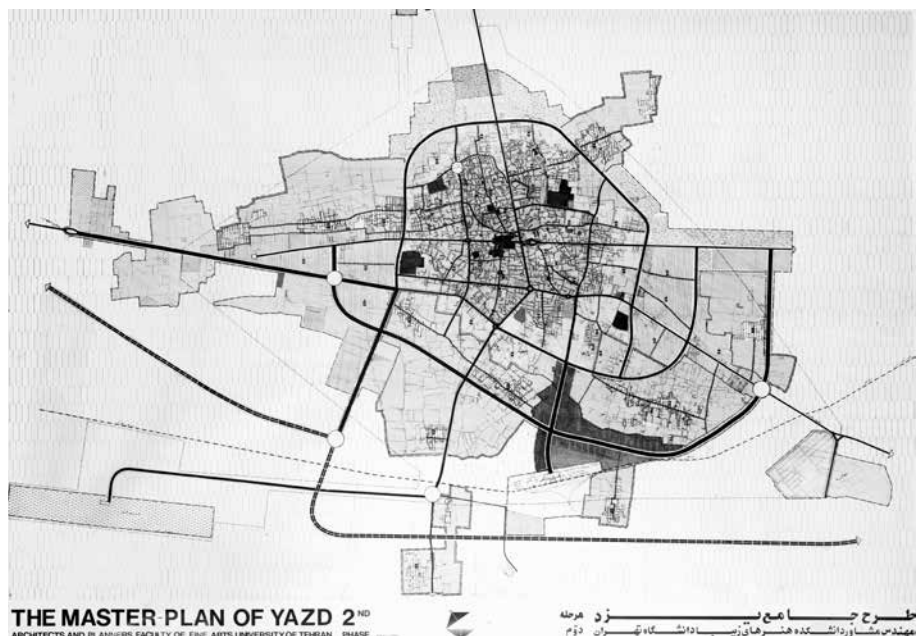 THE MASTER-PLAN OF YAZD 2ND
ARCHITECTS AND PLANNERS FACULTY OF FINE ARTS UNIVERSITY OF TEHRAN PHASE
طرح جامع یزد مرحله
مهندس مشاور دانشکده هنرهای زیبا دانشگاه تهران دوم